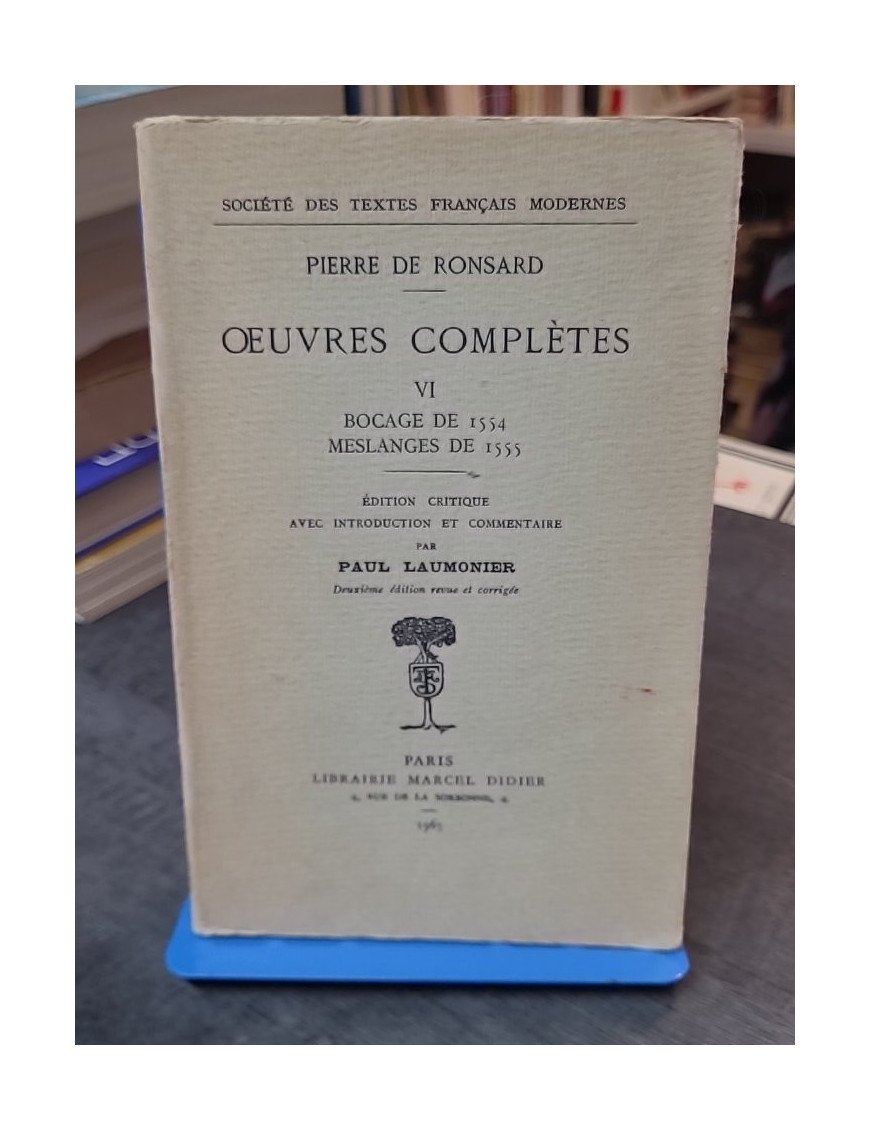 SOCIÉTÉ DES TEXTES FRANÇAIS MODERNES
PIERRE DE RONSARD
ŒUVRES COMPLÈTES
VI
BOCAGE DE 1554
MESLANGES DE 1555
ÉDITION CRITIQUE
AVEC INTRODUCTION ET COMMENTAIRE
PAR
PAUL LAUMONIER
Deuxième édition revue et corrigée
PARIS
LIBRAIRIE MARCEL DIDIER
4, RUE DE LA SORBONNE, 4